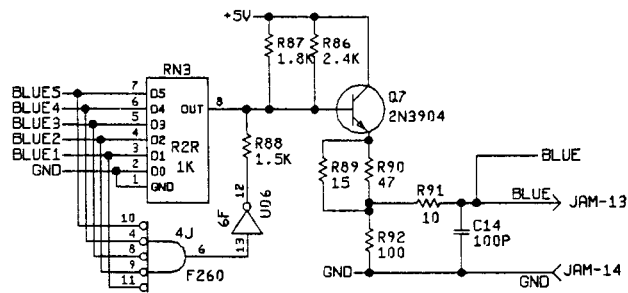 +5V
R87
1.8K
R86
2.4K
RN3
BLUE5
BLUE4
BLUE3
BLUE2
BLUE1
GND
7
6
5
4
3
2
1
D5
D4
D3
D2
D1
D0
GND
OUT
R2R
1K
8
Q7
2N3904
R88
1.5K
R89
15
R90
47
12
6F
U06
13
R91
10
BLUE
BLUE
JAM-13
10
4
8
9
11
4J
6
F260
R92
100
C14
100P
GND
GND
JAM-14